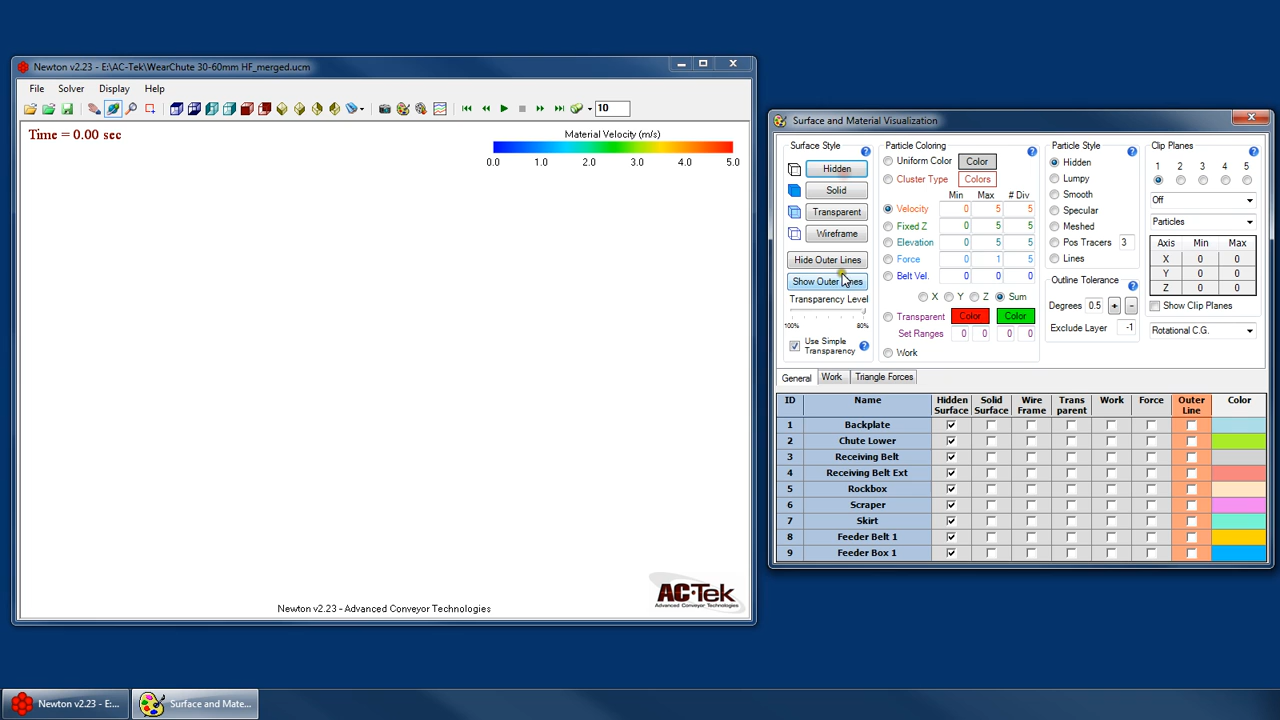 Newton v2.23 - E:\AC-Tek\WearChute 30-60mm HF_merged.ucm
File Solver Display Help
10
Time = 0.00 sec
Material Velocity (m/s)
0.0 1.0 2.0 3.0 4.0 5.0
AC-Tek
Advanced Conveyor Technologies
Newton v2.23 - Advanced Conveyor Technologies
Surface and Material Visualization
Surface Style
Hidden
Solid
Transparent
Wireframe
Hide Outer Lines
Show Outer Lines
Transparency Level
100% 80%
Use Simple
Transparency
Particle Coloring
Uniform Color Color
Cluster Type Colors
Min Max # Div
Velocity 0 5 5
Fixed Z 0 5 5
Elevation 0 5 5
Force 0 1 5
Belt Vel. 0 0 0
X Y Z Sum
Transparent Color Color
Set Ranges 0 0 0 0
Work
Particle Style
Hidden
Lumpy
Smooth
Specular
Meshed
Pos Tracers 3
Lines
Outline Tolerance
Degrees 0.5 + -
Exclude Layer -1
Clip Planes
1 2 3 4 5
Off
Particles
Axis Min Max
X 0 0
Y 0 0
Z 0 0
Show Clip Planes
Rotational C.G.
General Work Triangle Forces
ID Name Hidden Surface Solid Surface Wire Frame Trans parent Work Force Outer Line Color
1 Backplate
2 Chute Lower
3 Receiving Belt
4 Receiving Belt Ext
5 Rockbox
6 Scraper
7 Skirt
8 Feeder Belt 1
9 Feeder Box 1
Newton v2.23 - E:... Surface and Mate...